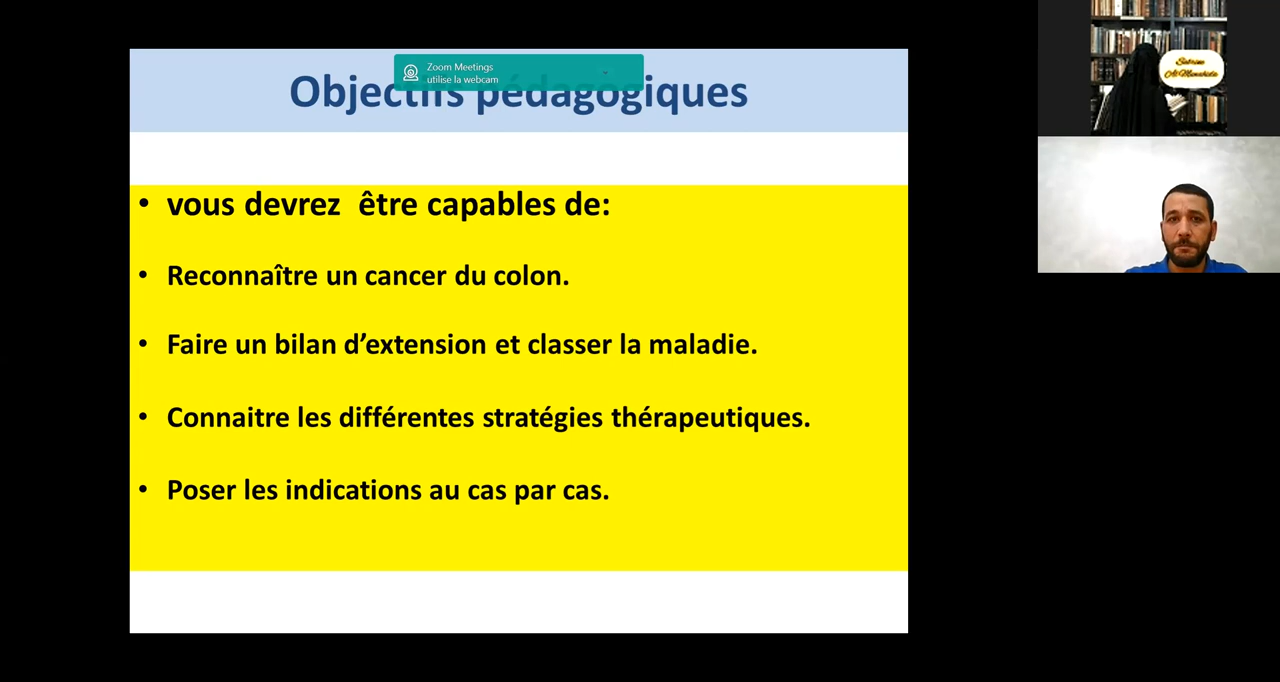 Zoom Meetings
utilise la webcam
Objectifs pédagogiques
• vous devrez être capables de:
• Reconnaître un cancer du colon.
• Faire un bilan d’extension et classer la maladie.
• Connaitre les différentes stratégies thérapeutiques.
• Poser les indications au cas par cas.
Sabrine